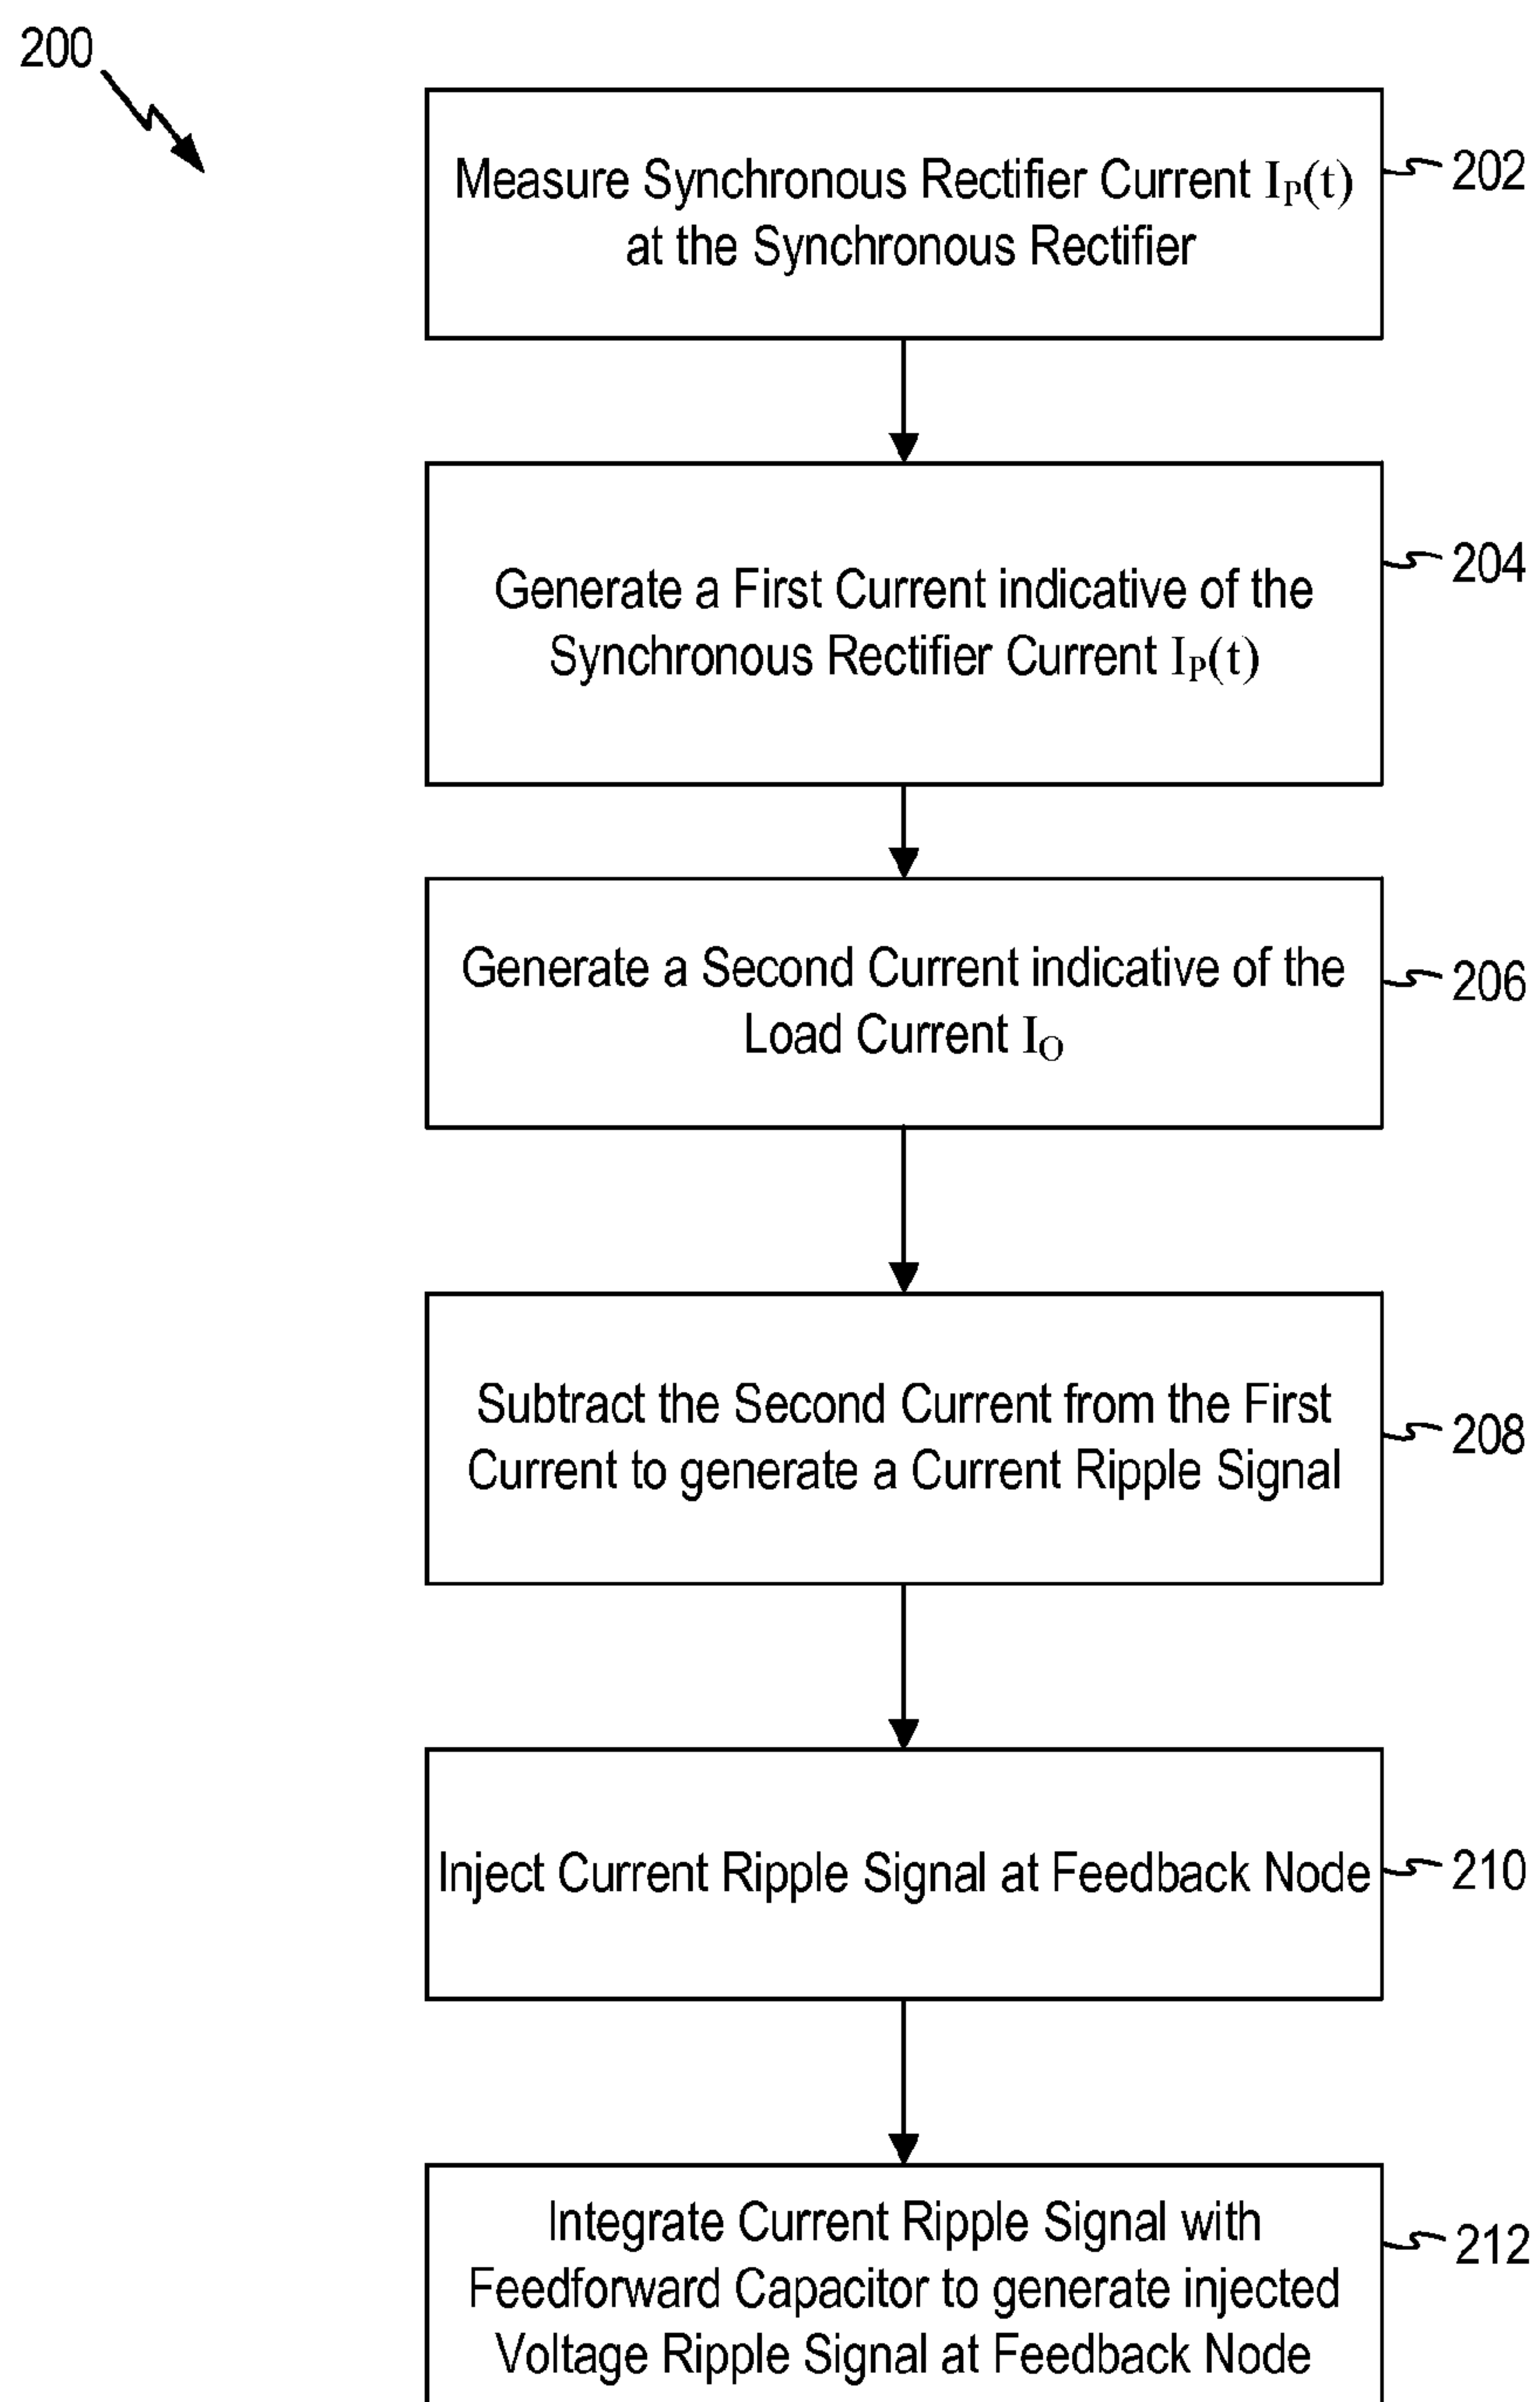 200
Measure Synchronous Rectifier Current I_P(t)
at the Synchronous Rectifier
202
Generate a First Current indicative of the
Synchronous Rectifier Current I_P(t)
204
Generate a Second Current indicative of the
Load Current I_O
206
Subtract the Second Current from the First
Current to generate a Current Ripple Signal
208
Inject Current Ripple Signal at Feedback Node
210
Integrate Current Ripple Signal with
Feedforward Capacitor to generate injected
Voltage Ripple Signal at Feedback Node
212